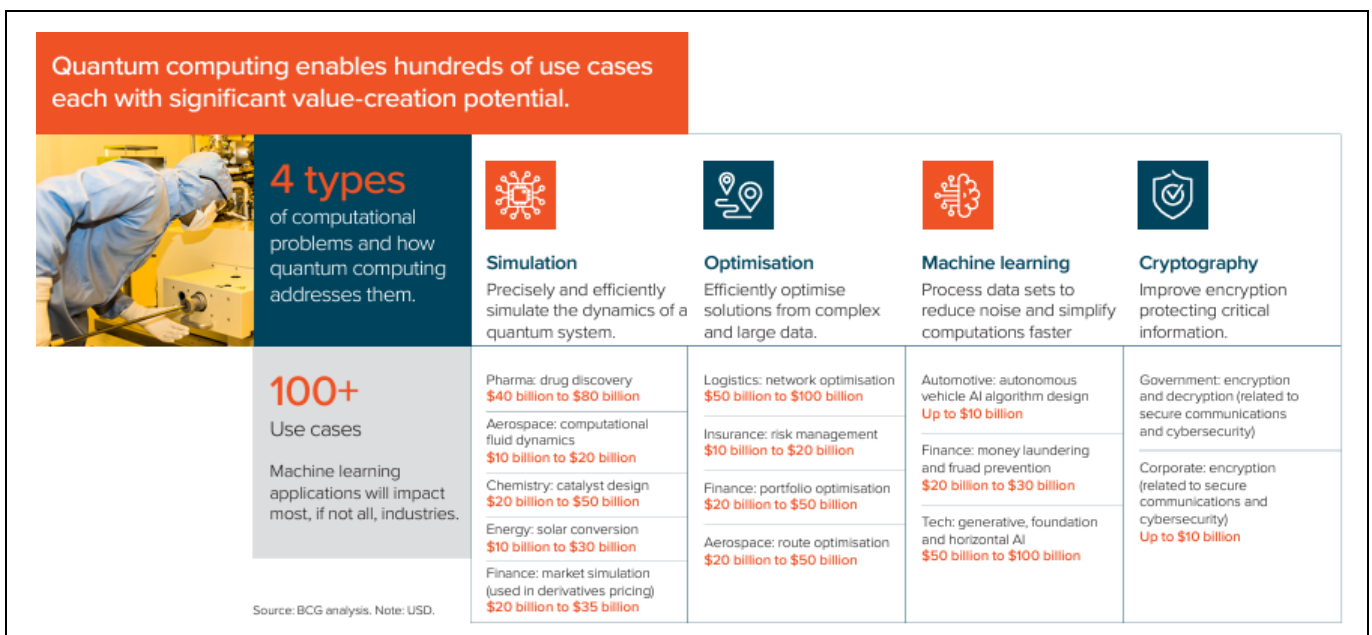 Quantum computing enables hundreds of use cases
each with significant value-creation potential.
4 types
of computational
problems and how
quantum computing
addresses them.
Simulation
Precisely and efficiently
simulate the dynamics of a
quantum system.
Optimisation
Efficiently optimise
solutions from complex
and large data.
Machine learning
Process data sets to
reduce noise and simplify
computations faster
Cryptography
Improve encryption
protecting critical
information.
100+
Use cases
Machine learning
applications will impact
most, if not all, industries.
Pharma: drug discovery
$40 billion to $80 billion
Aerospace: computational
fluid dynamics
$10 billion to $20 billion
Chemistry: catalyst design
$20 billion to $50 billion
Energy: solar conversion
$10 billion to $30 billion
Finance: market simulation
(used in derivatives pricing)
$20 billion to $35 billion
Logistics: network optimisation
$50 billion to $100 billion
Insurance: risk management
$10 billion to $20 billion
Finance: portfolio optimisation
$20 billion to $50 billion
Aerospace: route optimisation
$20 billion to $50 billion
Automotive: autonomous
vehicle AI algorithm design
Up to $10 billion
Finance: money laundering
and fruad prevention
$20 billion to $30 billion
Tech: generative, foundation
and horizontal AI
$50 billion to $100 billion
Government: encryption
and decryption (related to
secure communications
and cybersecurity)
Corporate: encryption
(related to secure
communications and
cybersecurity)
Up to $10 billion
Source: BCG analysis. Note: USD.